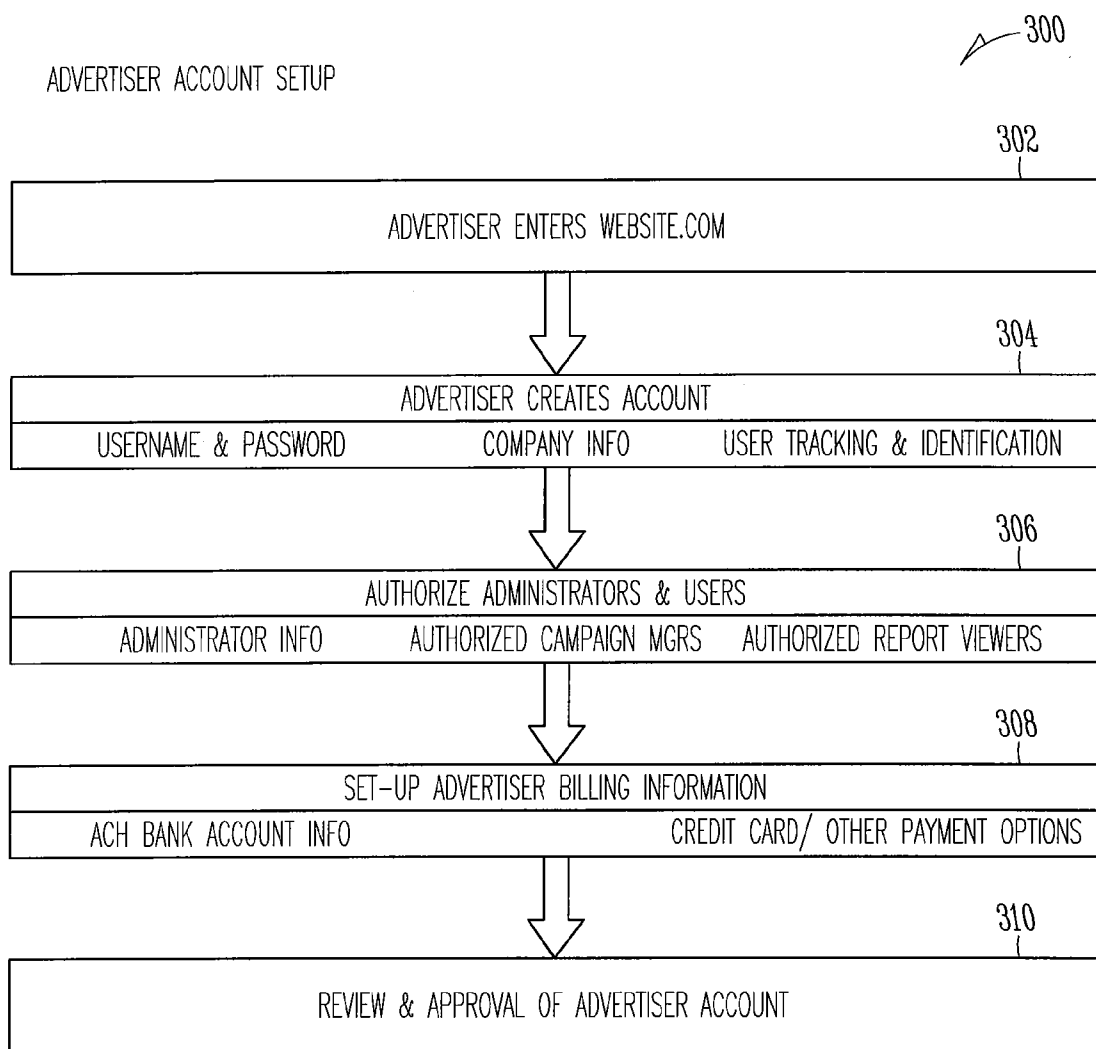 300
ADVERTISER ACCOUNT SETUP
302
ADVERTISER ENTERS WEBSITE.COM
304
ADVERTISER CREATES ACCOUNT
USERNAME & PASSWORD COMPANY INFO USER TRACKING & IDENTIFICATION
306
AUTHORIZE ADMINISTRATORS & USERS
ADMINISTRATOR INFO AUTHORIZED CAMPAIGN MGRS AUTHORIZED REPORT VIEWERS
308
SET-UP ADVERTISER BILLING INFORMATION
ACH BANK ACCOUNT INFO CREDIT CARD/ OTHER PAYMENT OPTIONS
310
REVIEW & APPROVAL OF ADVERTISER ACCOUNT